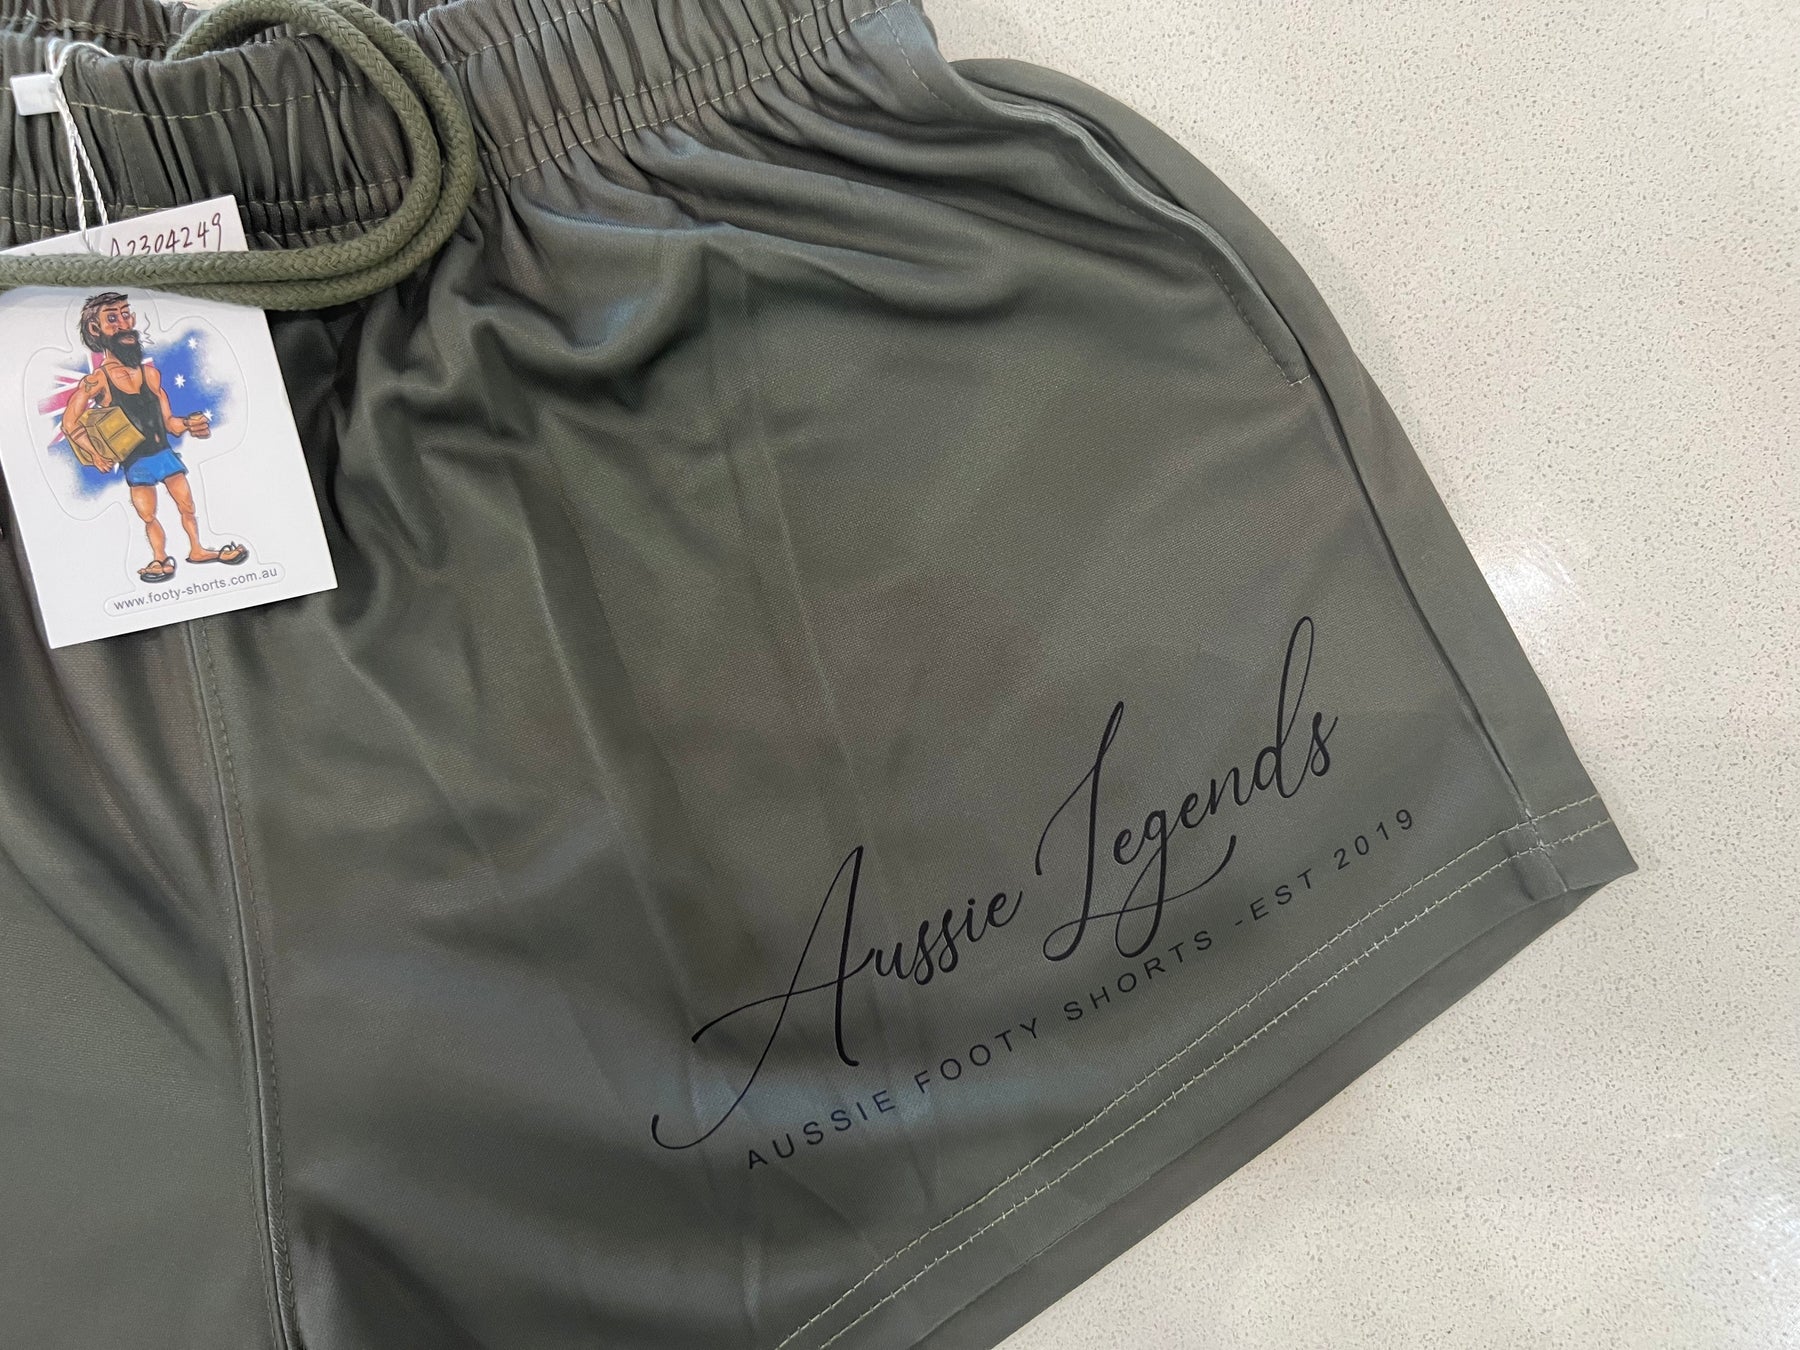 A2304249
www.footy-shorts.com.au
Aussie Legends
AUSSIE FOOTY SHORTS -EST 2019